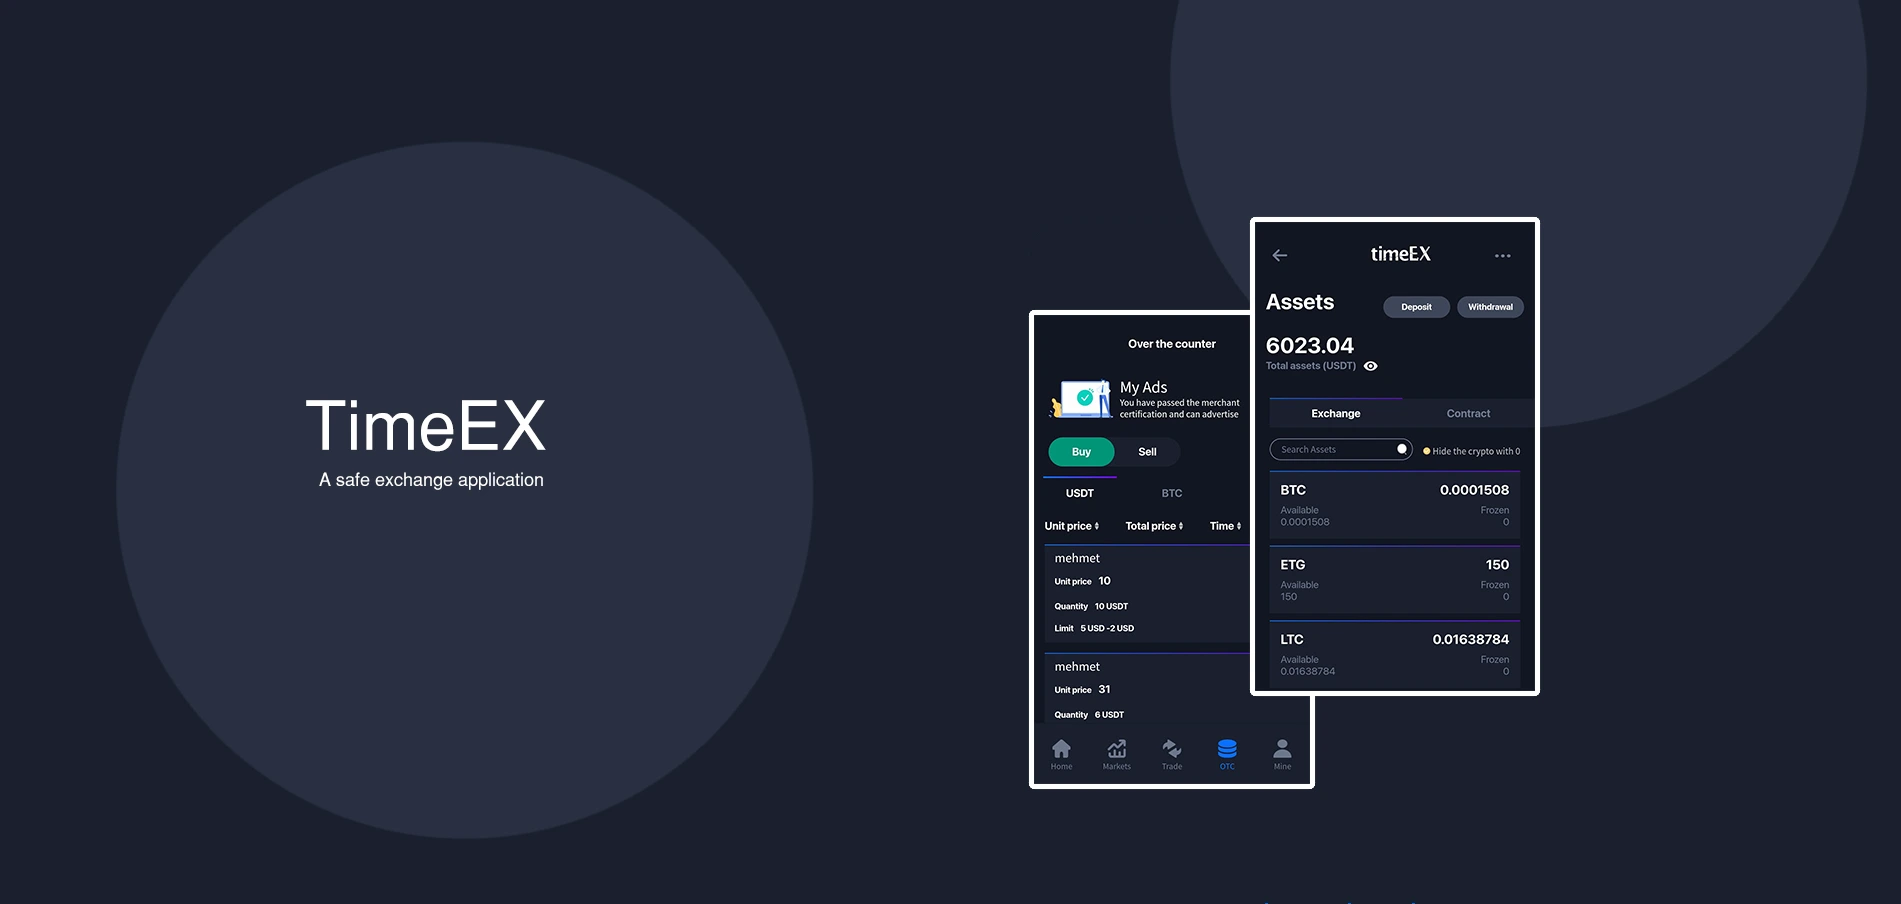 TimeEX
A safe exchange application
Over the counter
My Ads
You have passed the merchant
certification and can advertise
Buy Sell
USDT BTC
Unit price Total price Time
mehmet
Unit price 10
Quantity 10 USDT
Limit 5 USD -2 USD
mehmet
Unit price 31
Quantity 6 USDT
Home Markets Trade OTC Mine
timeEX
Assets Deposit Withdrawal
6023.04
Total assets (USDT)
Exchange Contract
Search Assets Hide the crypto with 0
BTC 0.0001508
Available Frozen
0.0001508 0
ETG 150
Available Frozen
150 0
LTC 0.01638784
Available Frozen
0.01638784 0